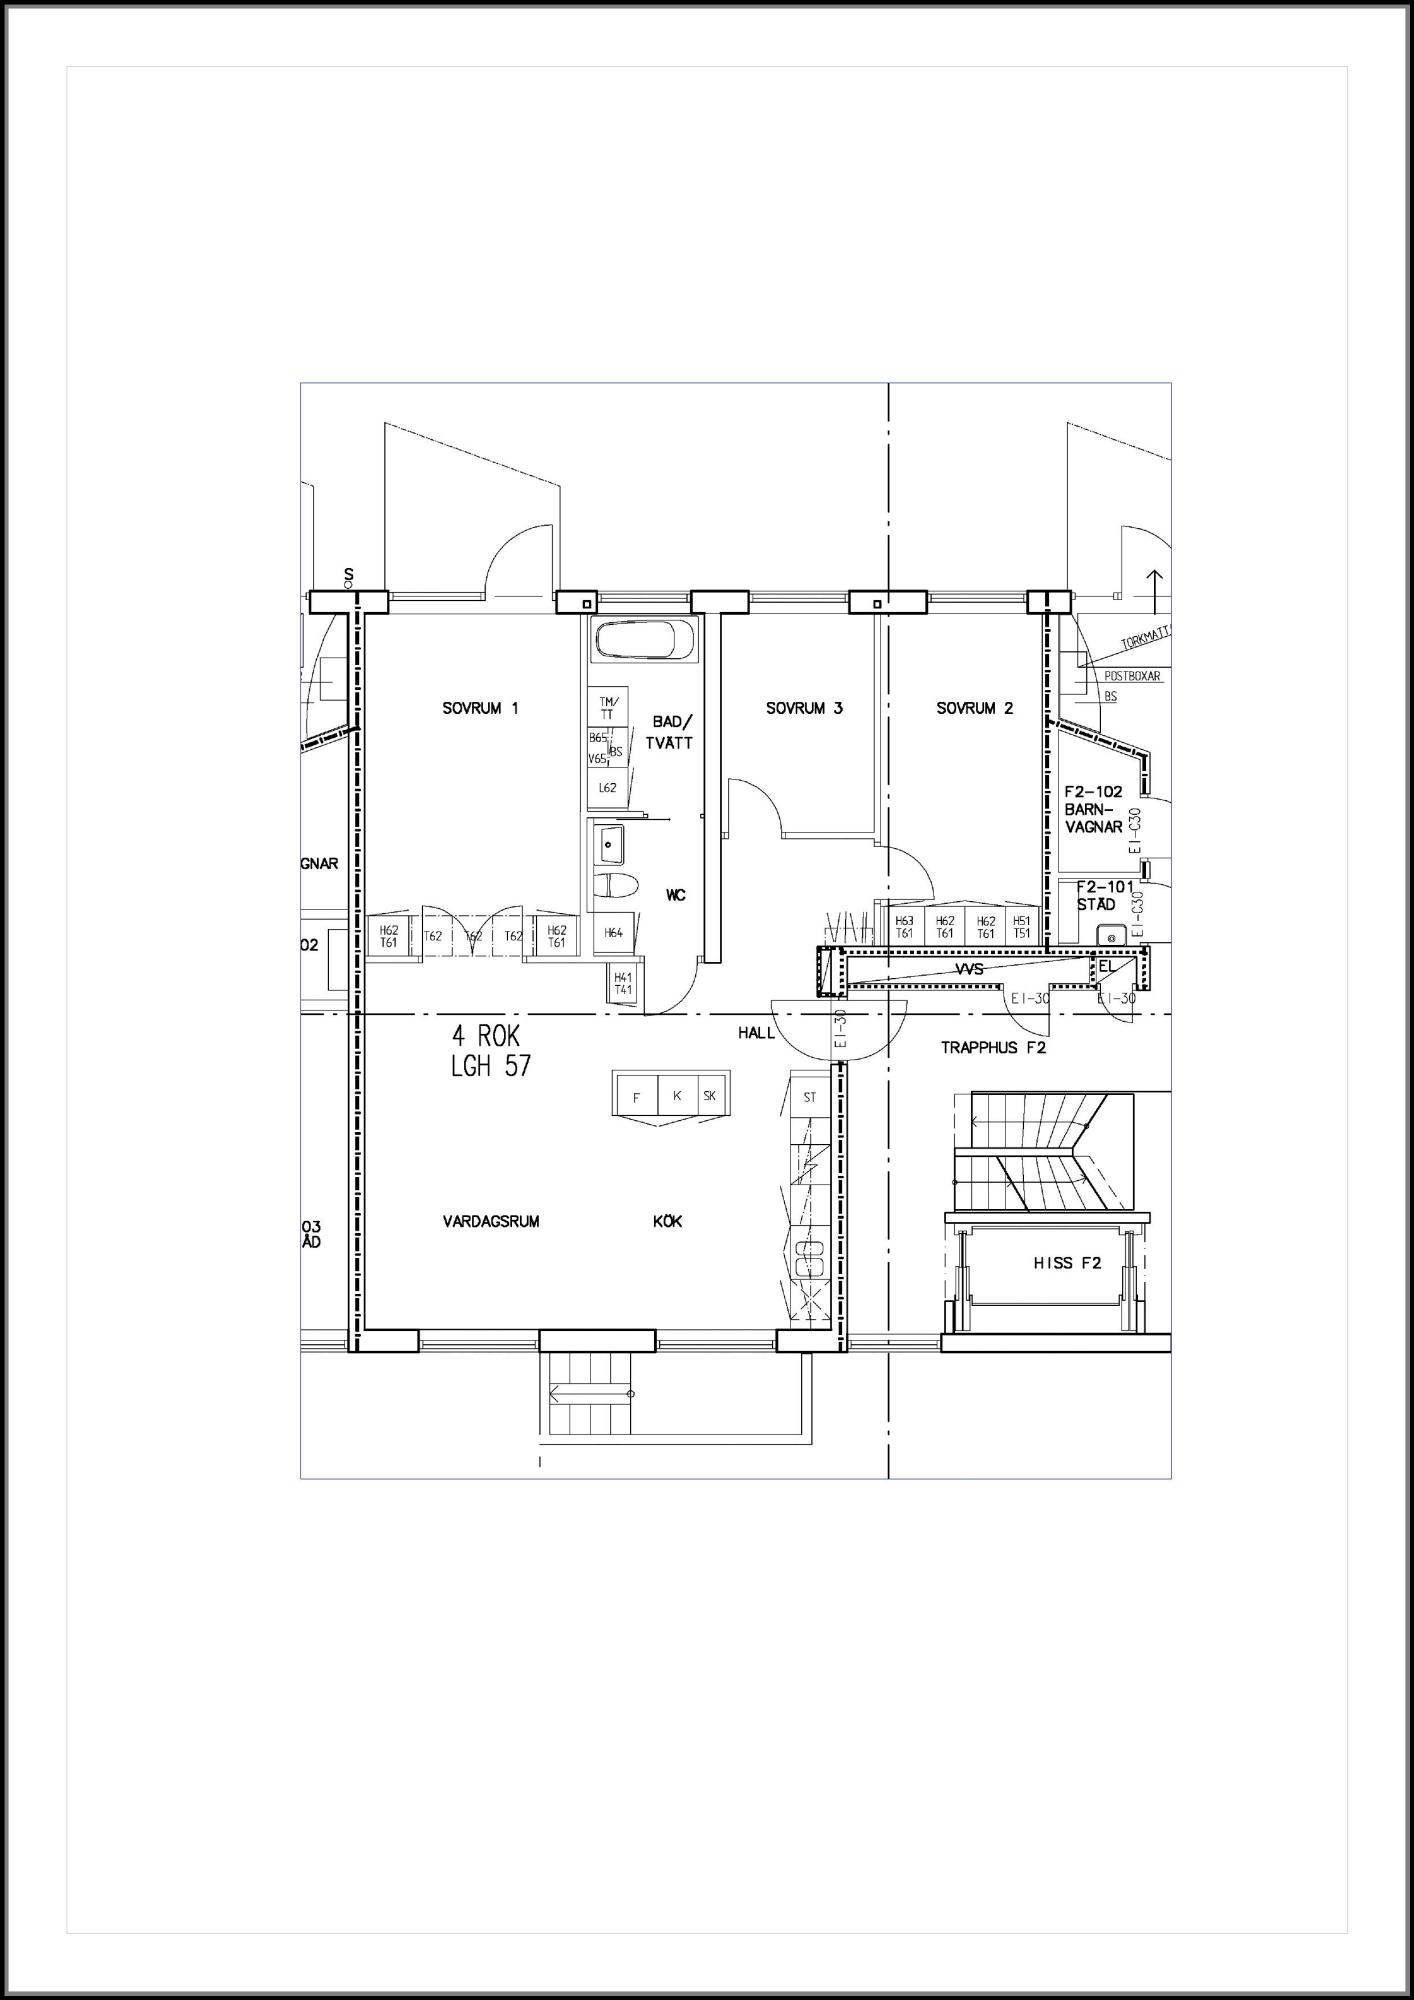 S
TORKMATT
POSTBOXAR
BS
SOVRUM 1
SOVRUM 3
SOVRUM 2
TM/
TT
BAD/
TVÄTT
B65
BS
V65
L62
F2-102
BARN-
VAGNAR
EI-C30
GNAR
WC
F2-101
STÄD
EI-C30
H62
T61
T62
T62
T62
H62
T61
H64
H63
T61
H62
T61
H62
T61
H51
T51
02
VVS
EL
H41
T41
EI-30
EI-30
EI-30
4 ROK
LGH 57
HALL
TRAPPHUS F2
F
K
SK
ST
VARDAGSRUM
KÖK
03
ÄD
HISS F2